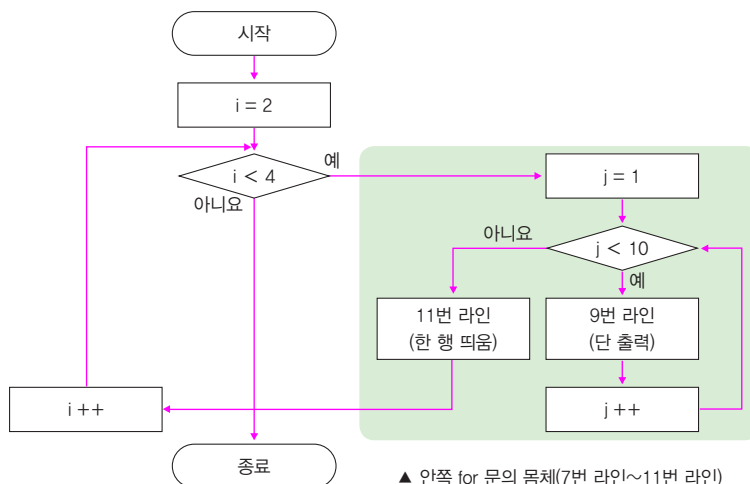 시작
i = 2
i < 4
예
아니요
j = 1
j < 10
아니요
예
11번 라인
(한 행 띄움)
9번 라인
(단 출력)
i ++
j ++
종료
▲ 안쪽 for 문의 몸체(7번 라인~11번 라인)